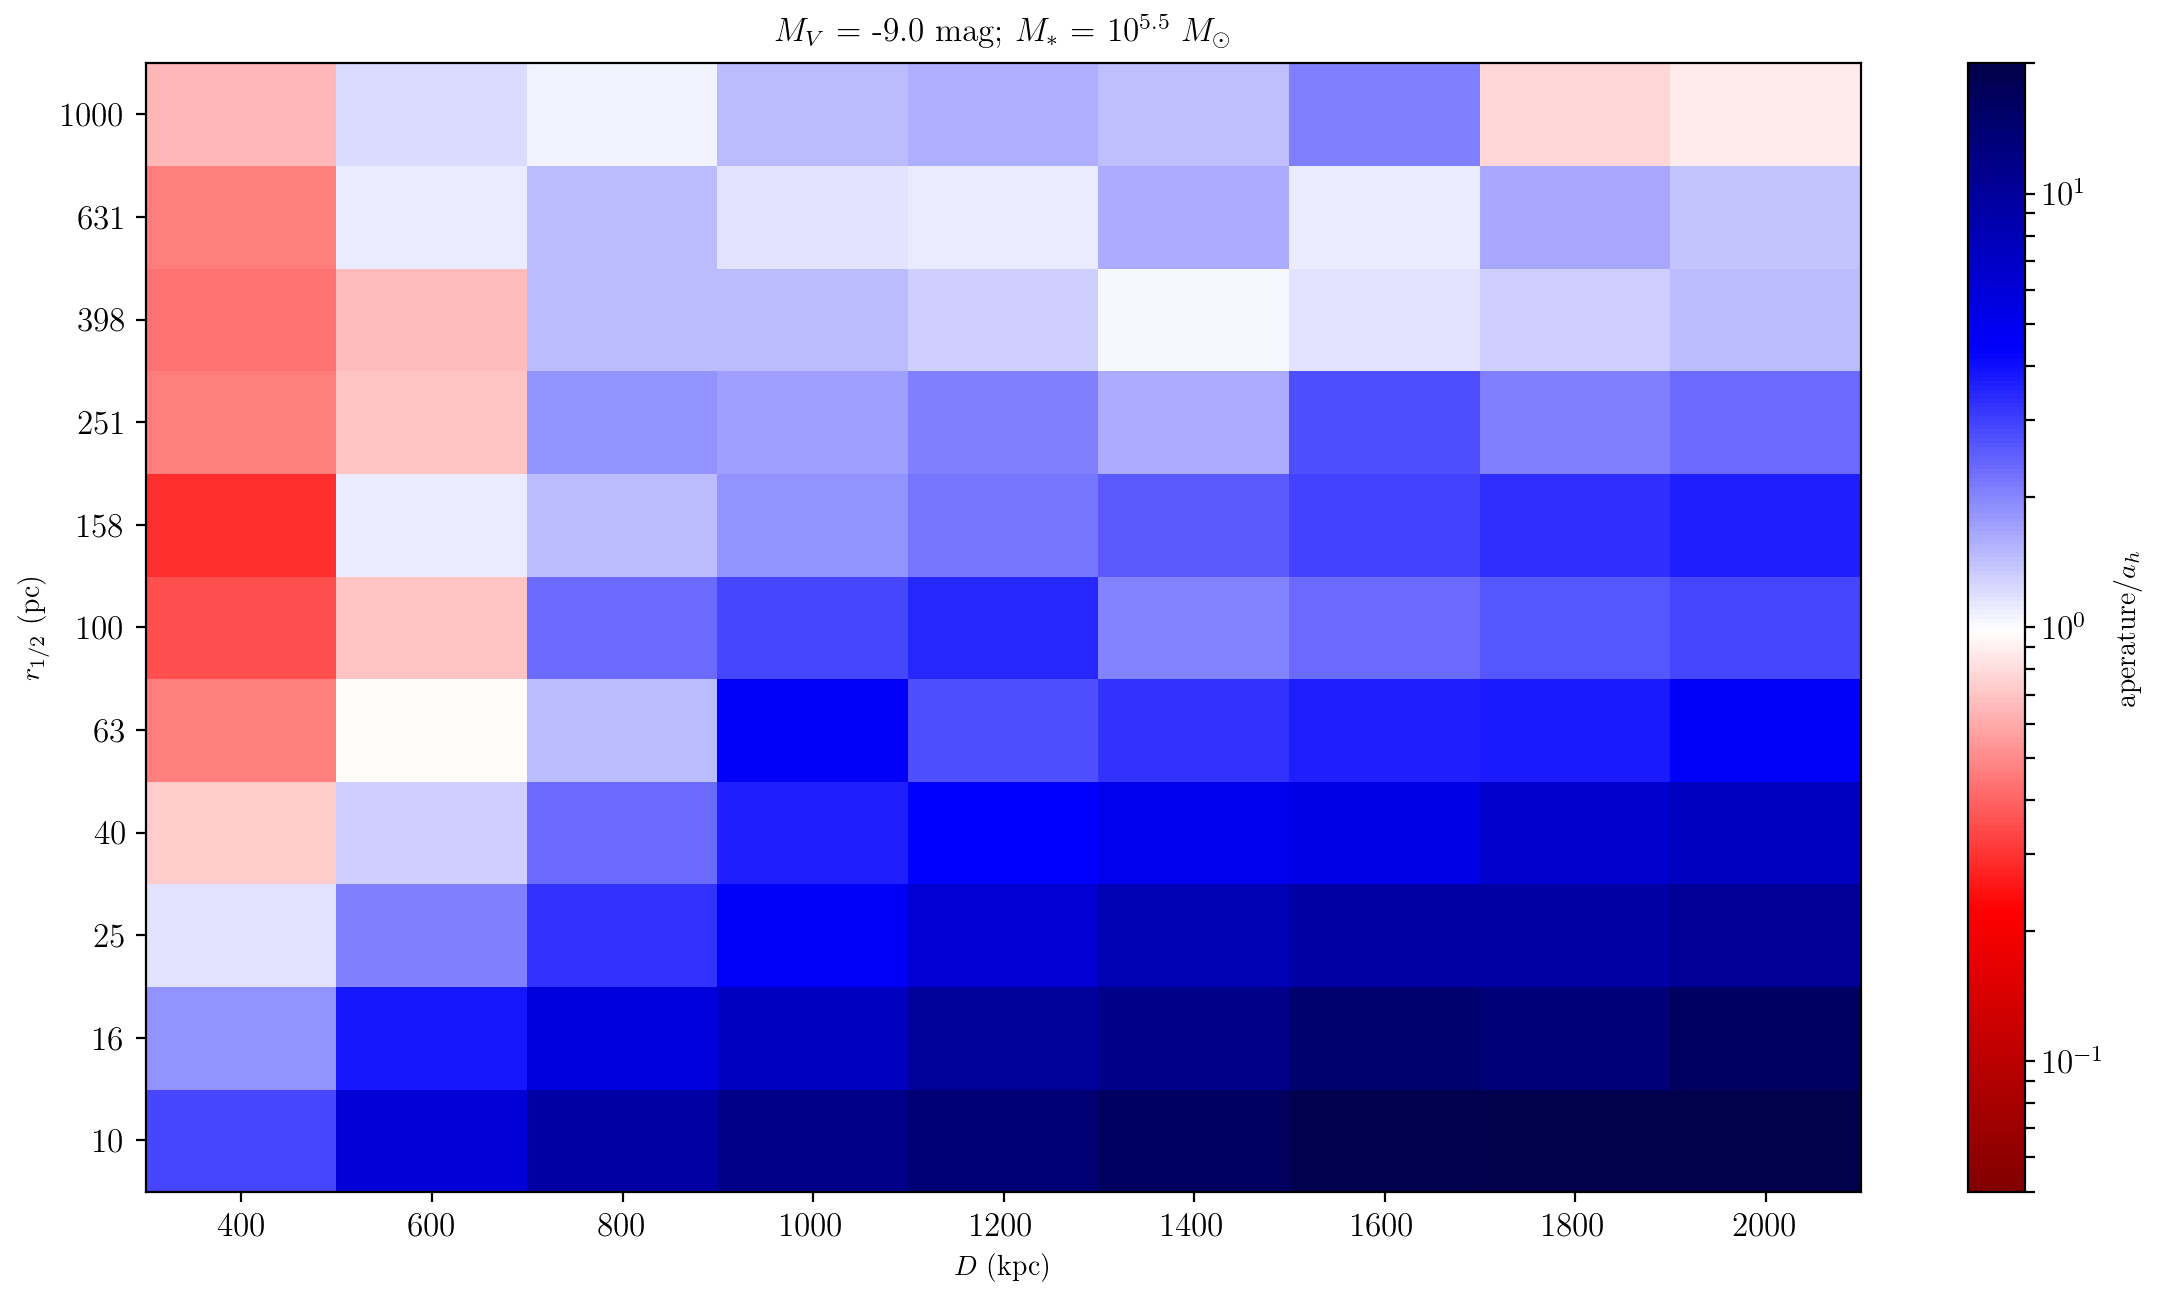 M_V = -9.0 mag; M_* = 10^5.5 M_⊙
r_1/2 (pc)
1000
631
398
251
158
100
63
40
25
16
10
400 600 800 1000 1200 1400 1600 1800 2000
D (kpc)
10^1
10^0
10^−1
aperature/a_h